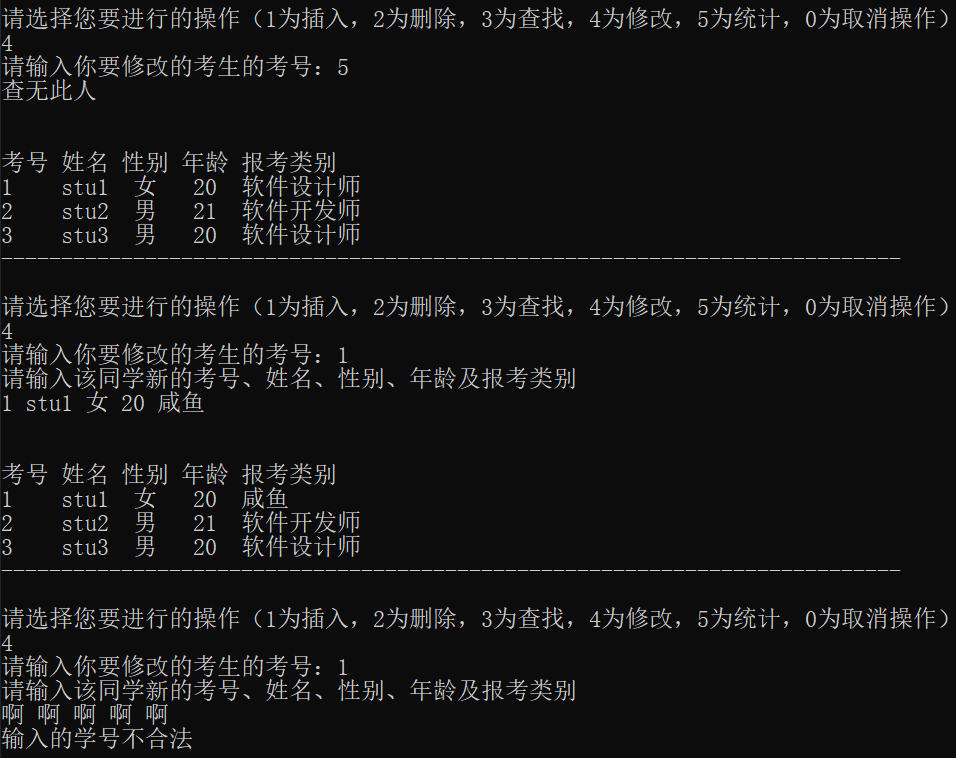 请选择您要进行的操作（1为插入，2为删除，3为查找，4为修改，5为统计，0为取消操作）
4
请输入你要修改的考生的考号：5
查无此人
考号 姓名 性别 年龄 报考类别
1 stu1 女 20 软件设计师
2 stu2 男 21 软件开发师
3 stu3 男 20 软件设计师
---------------------------------------------------------------------------
请选择您要进行的操作（1为插入，2为删除，3为查找，4为修改，5为统计，0为取消操作）
4
请输入你要修改的考生的考号：1
请输入该同学新的考号、姓名、性别、年龄及报考类别
1 stu1 女 20 咸鱼
考号 姓名 性别 年龄 报考类别
1 stu1 女 20 咸鱼
2 stu2 男 21 软件开发师
3 stu3 男 20 软件设计师
---------------------------------------------------------------------------
请选择您要进行的操作（1为插入，2为删除，3为查找，4为修改，5为统计，0为取消操作）
4
请输入你要修改的考生的考号：1
请输入该同学新的考号、姓名、性别、年龄及报考类别
啊 啊 啊 啊 啊
输入的学号不合法